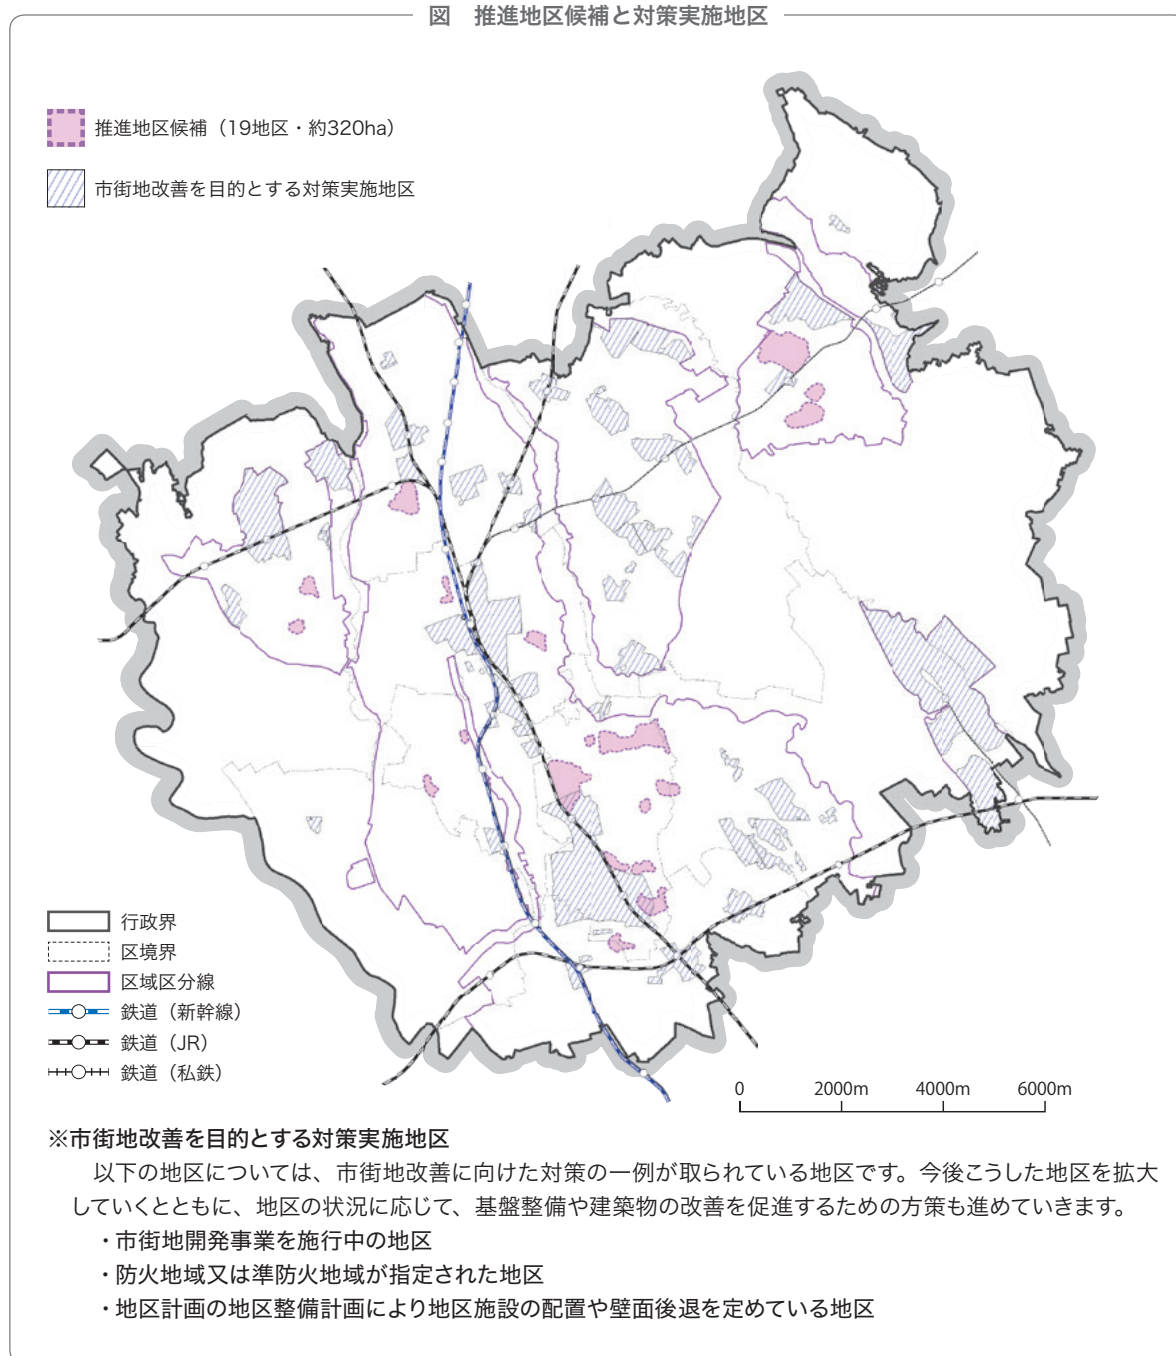 図　推進地区候補と対策実施地区
推進地区候補（19地区・約320ha）
市街地改善を目的とする対策実施地区
行政界
区境界
区域区分線
鉄道（新幹線）
鉄道（JR）
鉄道（私鉄）
0 2000m 4000m 6000m
※市街地改善を目的とする対策実施地区
以下の地区については、市街地改善に向けた対策の一例が取られている地区です。今後こうした地区を拡大
していくとともに、地区の状況に応じて、基盤整備や建築物の改善を促進するための方策も進めていきます。
・市街地開発事業を施行中の地区
・防火地域又は準防火地域が指定された地区
・地区計画の地区整備計画により地区施設の配置や壁面後退を定めている地区